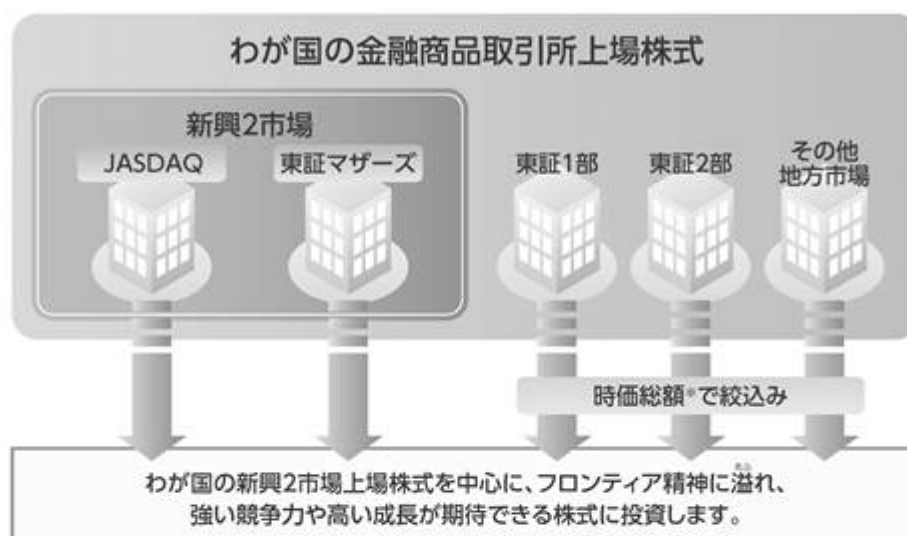 わが国の金融商品取引所上場株式
新興2市場
JASDAQ
東証マザーズ
東証1部
東証2部
その他
地方市場
時価総額*で絞込み
わが国の新興2市場上場株式を中心に、フロンティア精神に溢れ、
強い競争力や高い成長が期待できる株式に投資します。